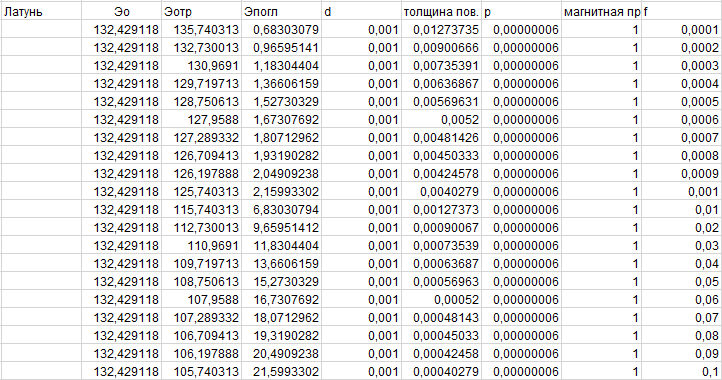 Латунь Эо Эотр Эпогл d толщина пов. p магнитная пр f
132,429118 135,740313 0,68303079 0,001 0,01273735 0,00000006 1 0,0001
132,429118 132,730013 0,96595141 0,001 0,00900666 0,00000006 1 0,0002
132,429118 130,9691 1,18304404 0,001 0,00735391 0,00000006 1 0,0003
132,429118 129,719713 1,36606159 0,001 0,00636867 0,00000006 1 0,0004
132,429118 128,750613 1,52730329 0,001 0,00569631 0,00000006 1 0,0005
132,429118 127,9588 1,67307692 0,001 0,0052 0,00000006 1 0,0006
132,429118 127,289332 1,80712962 0,001 0,00481426 0,00000006 1 0,0007
132,429118 126,709413 1,93190282 0,001 0,00450333 0,00000006 1 0,0008
132,429118 126,197888 2,04909238 0,001 0,00424578 0,00000006 1 0,0009
132,429118 125,740313 2,15993302 0,001 0,0040279 0,00000006 1 0,001
132,429118 115,740313 6,83030794 0,001 0,00127373 0,00000006 1 0,01
132,429118 112,730013 9,65951412 0,001 0,00090067 0,00000006 1 0,02
132,429118 110,9691 11,8304404 0,001 0,00073539 0,00000006 1 0,03
132,429118 109,719713 13,6606159 0,001 0,00063687 0,00000006 1 0,04
132,429118 108,750613 15,2730329 0,001 0,00056963 0,00000006 1 0,05
132,429118 107,9588 16,7307692 0,001 0,00052 0,00000006 1 0,06
132,429118 107,289332 18,0712962 0,001 0,00048143 0,00000006 1 0,07
132,429118 106,709413 19,3190282 0,001 0,00045033 0,00000006 1 0,08
132,429118 106,197888 20,4909238 0,001 0,00042458 0,00000006 1 0,09
132,429118 105,740313 21,5993302 0,001 0,00040279 0,00000006 1 0,1